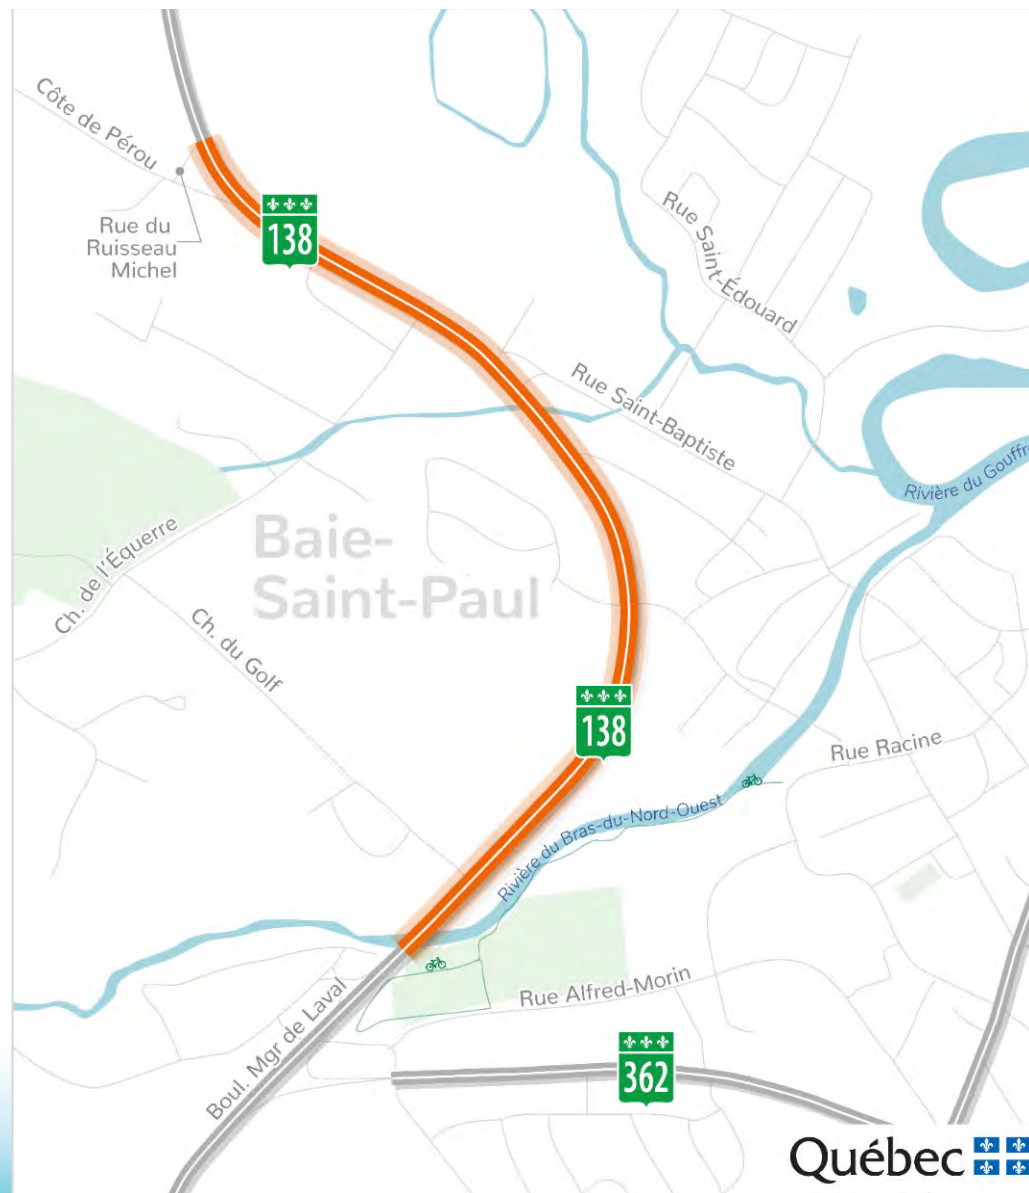 Côte de Pérou
Rue du
Ruisseau
Michel
138
Rue Saint-Édouard
Rue Saint-Baptiste
Rivière du Gouffre
Ch. de l'Équerre
Baie-
Saint-Paul
Ch. du Golf
138
Rue Racine
Rivière du Bras-du-Nord-Ouest
Boul. Mgr de Laval
Rue Alfred-Morin
362
Québec